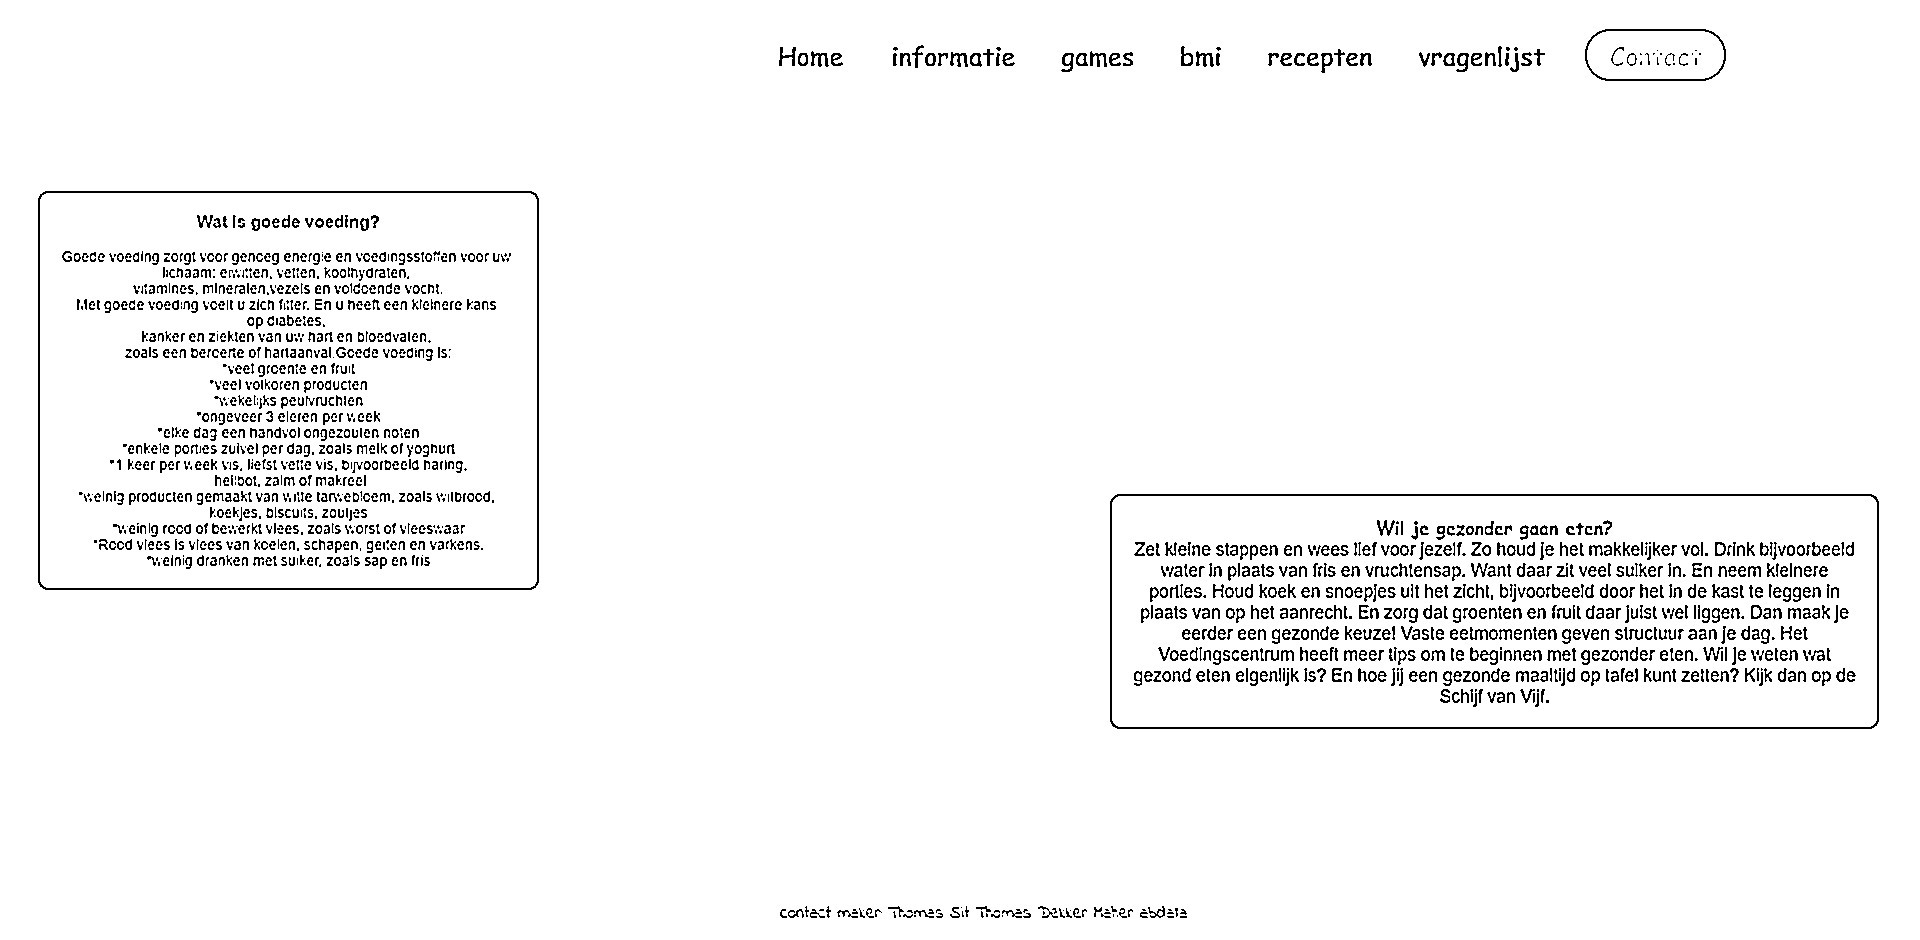 Home informatie games bmi recepten vragenlijst Contact
Wat is goede voeding?
Goede voeding zorgt voor genoeg energie en voedingsstoffen voor uw
lichaam: eiwitten, vetten, koolhydraten,
vitamines, mineralen,vezels en voldoende vocht.
Met goede voeding voelt u zich fitter. En u heeft een kleinere kans
op diabetes,
kanker en ziekten van uw hart en bloedvaten,
zoals een beroerte of hartaanval.Goede voeding is:
*veel groente en fruit
*veel volkoren producten
*wekelijks peulvruchten
*ongeveer 3 eieren per week
*elke dag een handvol ongezouten noten
*enkele porties zuivel per dag, zoals melk of yoghurt
*1 keer per week vis, liefst vette vis, bijvoorbeeld haring,
heilbot, zalm of makreel
*weinig producten gemaakt van witte tarwebloem, zoals witbrood,
koekjes, biscuits, zoutjes
*weinig rood of bewerkt vlees, zoals worst of vleeswaar
*Rood vlees is vlees van koeien, schapen, geiten en varkens.
*weinig dranken met suiker, zoals sap en fris
Wil je gezonder gaan eten?
Zet kleine stappen en wees lief voor jezelf. Zo houd je het makkelijker vol. Drink bijvoorbeeld
water in plaats van fris en vruchtensap. Want daar zit veel suiker in. En neem kleinere
porties. Houd koek en snoepjes uit het zicht, bijvoorbeeld door het in de kast te leggen in
plaats van op het aanrecht. En zorg dat groenten en fruit daar juist wel liggen. Dan maak je
eerder een gezonde keuze! Vaste eetmomenten geven structuur aan je dag. Het
Voedingscentrum heeft meer tips om te beginnen met gezonder eten. Wil je weten wat
gezond eten eigenlijk is? En hoe jij een gezonde maaltijd op tafel kunt zetten? Kijk dan op de
Schijf van Vijf.
contact maker Thomas Sit Thomas Dekker Maher abdala